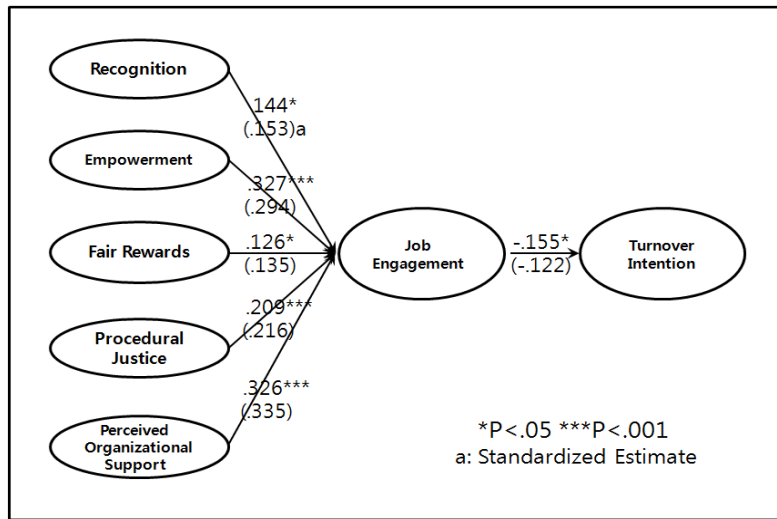 Recognition
.144*
(.153)a
Empowerment
.327***
(.294)
Fair Rewards
.126*
(.135)
Job
Engagement
-.155*
(-.122)
Turnover
Intention
Procedural
Justice
.209***
(.216)
Perceived
Organizational
Support
.326***
(.335)
*P<.05 ***P<.001
a: Standardized Estimate